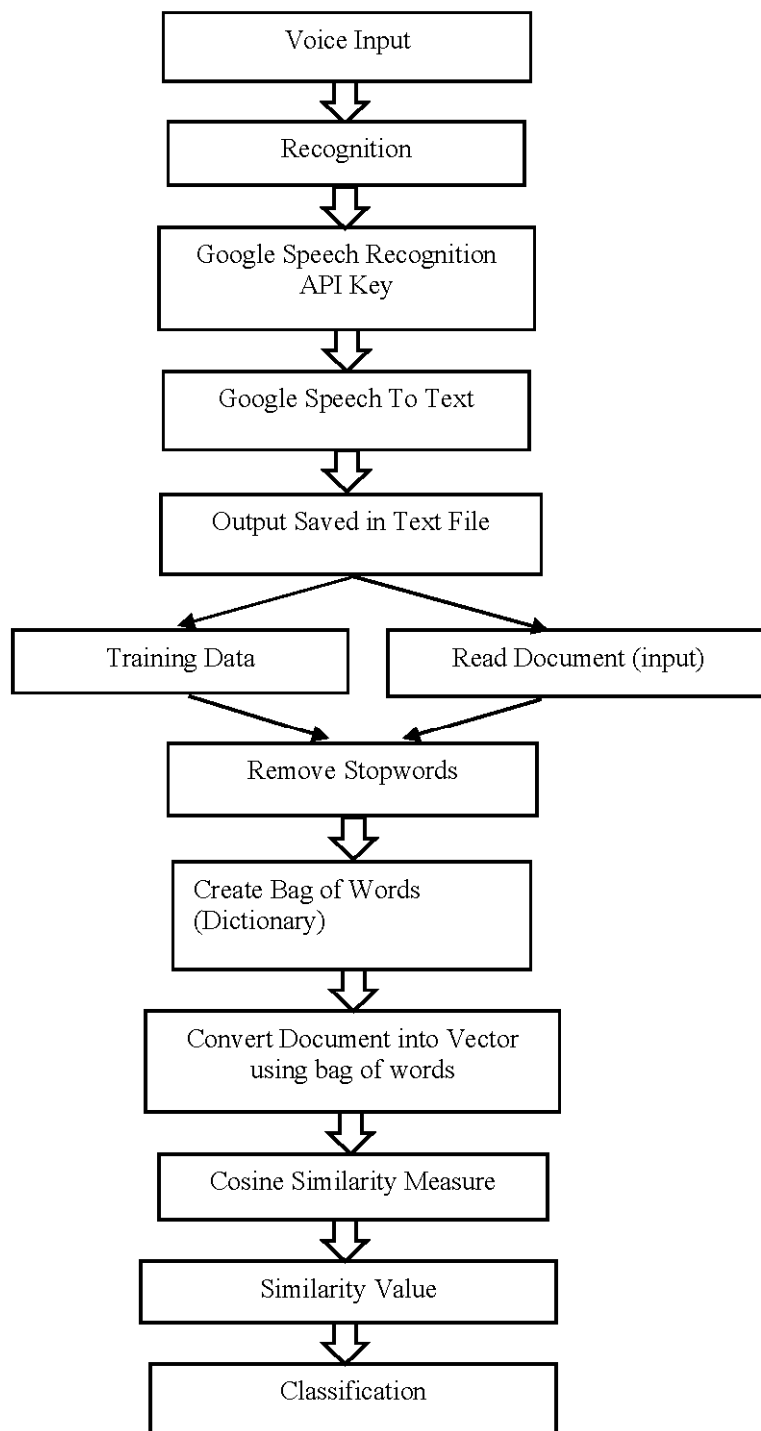 Voice Input
Recognition
Google Speech Recognition
API Key
Google Speech To Text
Output Saved in Text File
Training Data
Read Document (input)
Remove Stopwords
Create Bag of Words
(Dictionary)
Convert Document into Vector
using bag of words
Cosine Similarity Measure
Similarity Value
Classification